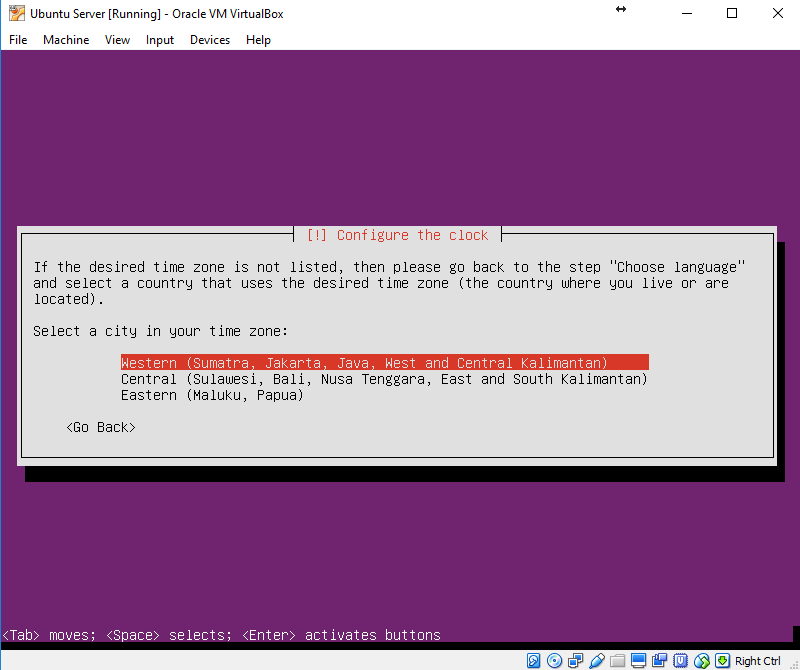 Ubuntu Server [Running] - Oracle VM VirtualBox
File Machine View Input Devices Help
[!] Configure the clock
If the desired time zone is not listed, then please go back to the step "Choose language"
and select a country that uses the desired time zone (the country where you live or are
located).
Select a city in your time zone:
Western (Sumatra, Jakarta, Java, West and Central Kalimantan)
Central (Sulawesi, Bali, Nusa Tenggara, East and South Kalimantan)
Eastern (Maluku, Papua)
<Go Back>
<Tab> moves; <Space> selects; <Enter> activates buttons
Right Ctrl